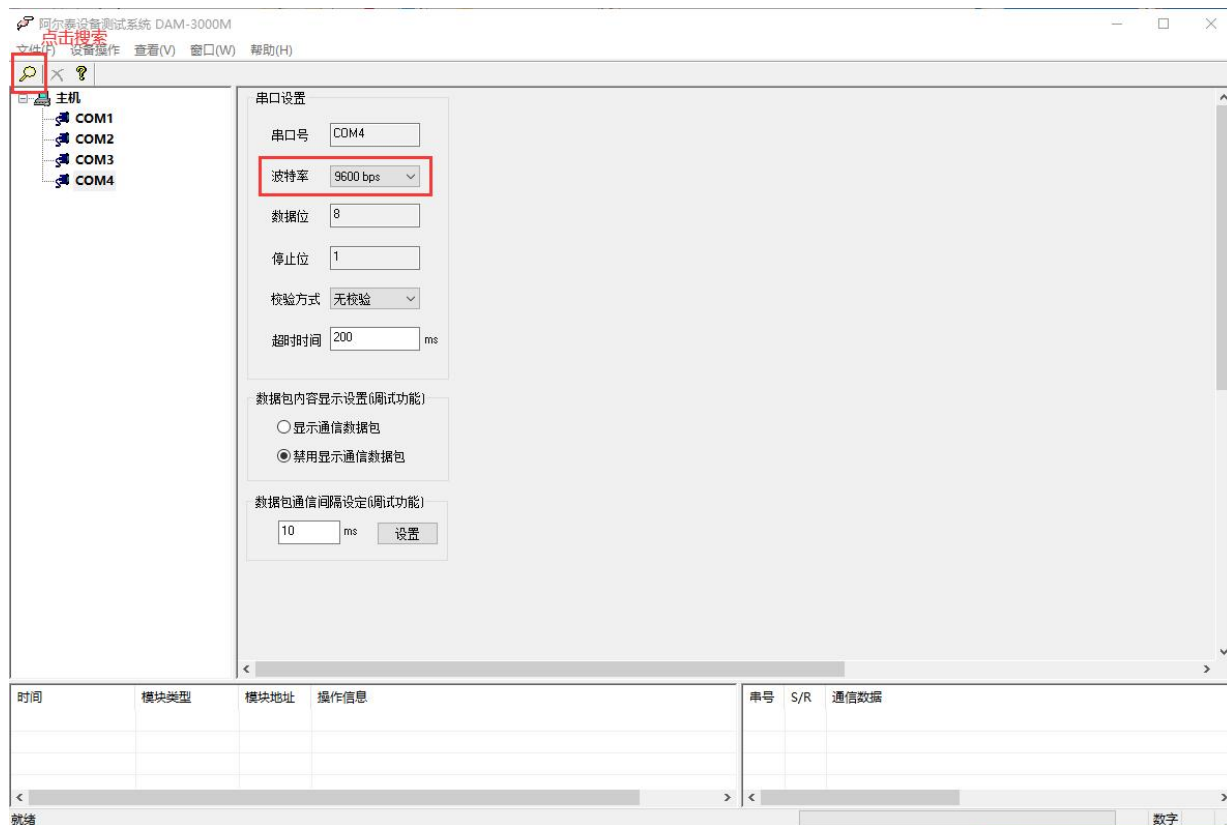 阿尔泰设备测试系统 DAM-3000M
点击搜索
文件(F) 设备操作 查看(V) 窗口(W) 帮助(H)
主机
COM1
COM2
COM3
COM4
串口设置
串口号 COM4
波特率 9600 bps
数据位 8
停止位 1
校验方式 无校验
超时时间 200 ms
数据包内容显示设置(调试功能)
显示通信数据包
禁用显示通信数据包
数据包通信间隔设定(调试功能)
10 ms 设置
时间 模块类型 模块地址 操作信息 串号 S/R 通信数据
就绪 数字